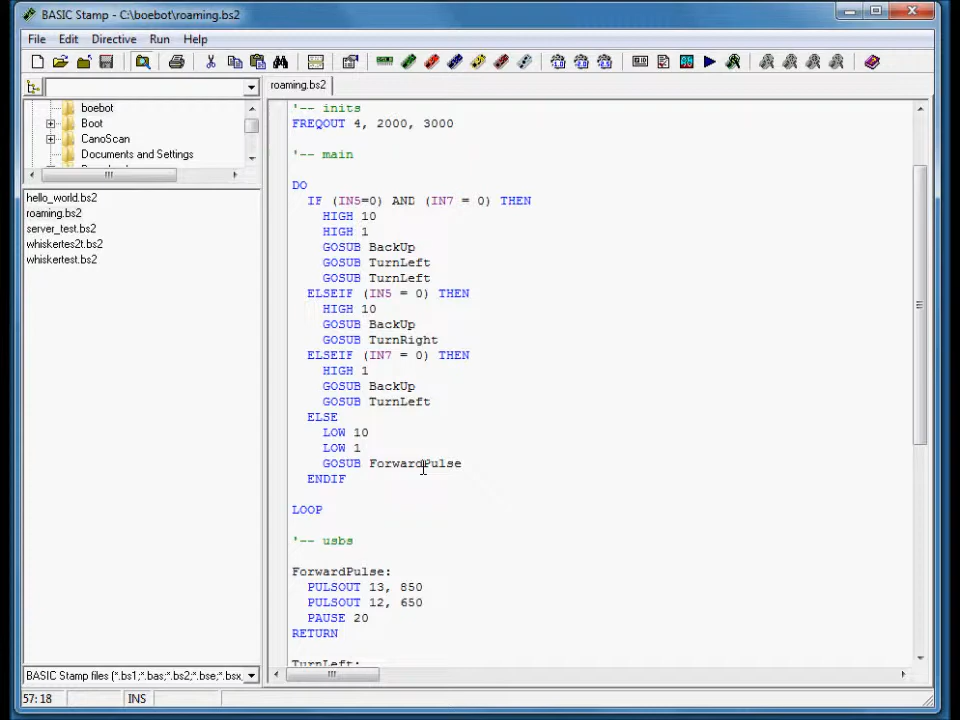 BASIC Stamp - C:\boebot\roaming.bs2
File Edit Directive Run Help
roaming.bs2
boebot
Boot
CanoScan
Documents and Settings
hello_world.bs2
roaming.bs2
server_test.bs2
whiskertes2t.bs2
whiskertest.bs2
'-- inits
FREQOUT 4, 2000, 3000
'-- main
DO
IF (IN5=0) AND (IN7 = 0) THEN
HIGH 10
HIGH 1
GOSUB BackUp
GOSUB TurnLeft
GOSUB TurnLeft
ELSEIF (IN5 = 0) THEN
HIGH 10
GOSUB BackUp
GOSUB TurnRight
ELSEIF (IN7 = 0) THEN
HIGH 1
GOSUB BackUp
GOSUB TurnLeft
ELSE
LOW 10
LOW 1
GOSUB ForwardPulse
ENDIF
LOOP
'-- usbs
ForwardPulse:
PULSOUT 13, 850
PULSOUT 12, 650
PAUSE 20
RETURN
TurnLeft:
BASIC Stamp files (*.bs1;*.bas;*.bs2;*.bse;*.bsx
57:18 INS